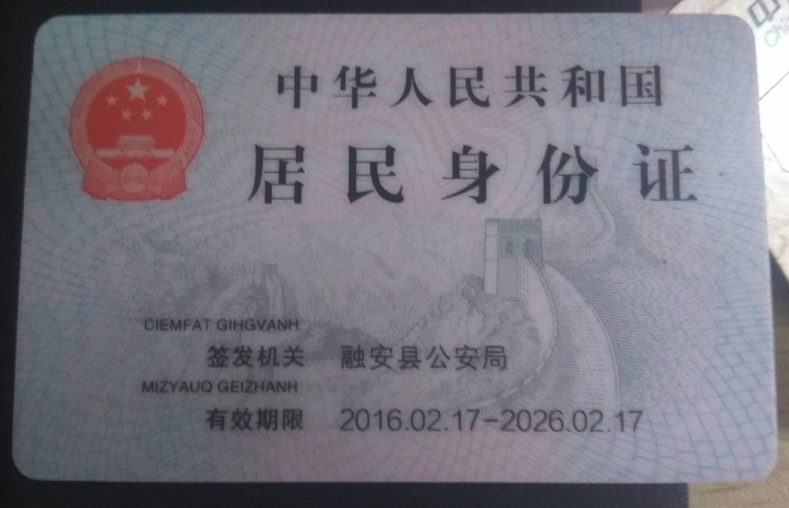 中华人民共和国
居民身份证
CIEMFAT GIHGVANH
签发机关 融安县公安局
MIZYAUQ GEIZHANH
有效期限 2016.02.17-2026.02.17